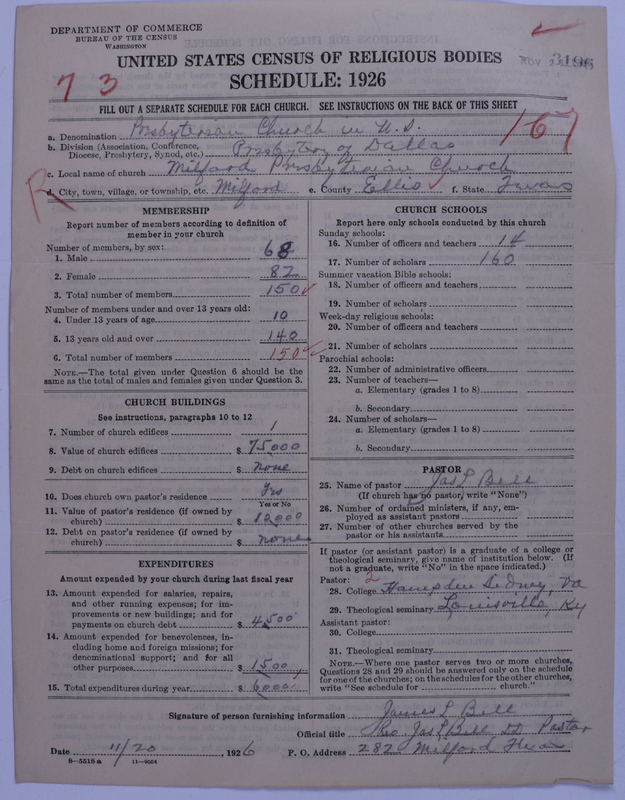 DEPARTMENT OF COMMERCE
BUREAU OF THE CENSUS
WASHINGTON
NOV 3196
UNITED STATES CENSUS OF RELIGIOUS BODIES
73
SCHEDULE: 1926
FILL OUT A SEPARATE SCHEDULE FOR EACH CHURCH. SEE INSTRUCTIONS ON THE BACK OF THIS SHEET
167
a. Denomination Presbyterian Church in U.S.
b. Division (Association, Conference, Diocese, Presbytery, Synod, etc.) Presbytery of Dallas
c. Local name of church Milford Presbyterian Church
R
d. City, town, village, or township, etc. Milford e. County Ellis f. State Texas
MEMBERSHIP
Report number of members according to definition of
member in your church
Number of members, by sex:
1. Male 68
2. Female 82
3. Total number of members 150
Number of members under and over 13 years old:
4. Under 13 years of age 10
5. 13 years old and over 140
6. Total number of members 150
NOTE.—The total given under Question 6 should be
same as the total of males and females given under Question 3.
CHURCH BUILDINGS
See instructions, paragraphs 10 to 12
7. Number of church edifices 1
8. Value of church edifices $ 75,000
9. Debt on church edifices $ none
10. Does church own pastor's residence Yes
Yes or No
11. Value of pastor's residence (if owned by
church) $ 10,000
12. Debt on pastor's residence (if owned by
church) $ none
EXPENDITURES
Amount expended by your church during last fiscal year
13. Amount expended for salaries, repairs,
and other running expenses; for im-
provements or new buildings; and for
payments on church debt $ 4500
14. Amount expended for benevolences, in-
cluding home and foreign missions; for
denominational support; and for all
other purposes $ 1500
15. Total expenditures during year $ 6000
CHURCH SCHOOLS
Report here only schools conducted by this church
Sunday schools:
16. Number of officers and teachers 14
17. Number of scholars 160
Summer vacation Bible schools:
18. Number of officers and teachers
19. Number of scholars
Week-day religious schools:
20. Number of officers and teachers
21. Number of scholars
Parochial schools:
22. Number of administrative officers
23. Number of teachers—
a. Elementary (grades 1 to 8)
b. Secondary
24. Number of scholars—
a. Elementary (grades 1 to 8)
b. Secondary
PASTOR
25. Name of pastor Jas L Bell
(If church has no pastor, write "None")
26. Number of ordained ministers, if any, em-
ployed as assistant pastors
27. Number of other churches served by the
pastor or his assistants
If pastor (or assistant pastor) is a graduate of a college or
theological seminary, give name of institution below. (If
not a graduate, write "No" in the space indicated.)
Pastor: 2
28. College Hampden Sidney, Va
29. Theological seminary Louisville, Ky
Assistant pastor:
30. College
31. Theological seminary
NOTE.—Where one pastor serves two or more churches,
Questions 28 and 29 should be answered only on the schedule
for one of the churches; on the schedules for the other churches,
write "See schedule for ........ church."
Signature of person furnishing information James L Bell
Official title Rev. Jas L Bell Pastor
Date 11/20, 1926 P. O. Address 282 Milford Texas
8—5518 a 11—9024